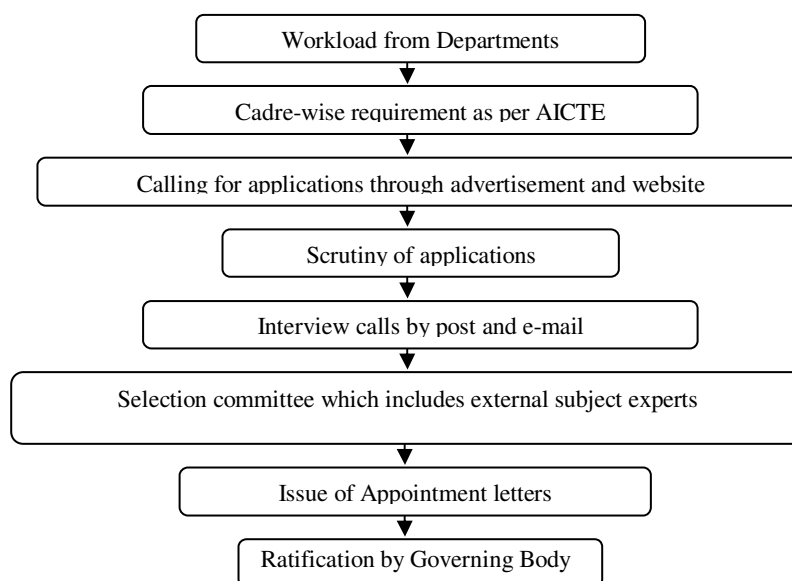 Workload from Departments
Cadre-wise requirement as per AICTE
Calling for applications through advertisement and website
Scrutiny of applications
Interview calls by post and e-mail
Selection committee which includes external subject experts
Issue of Appointment letters
Ratification by Governing Body